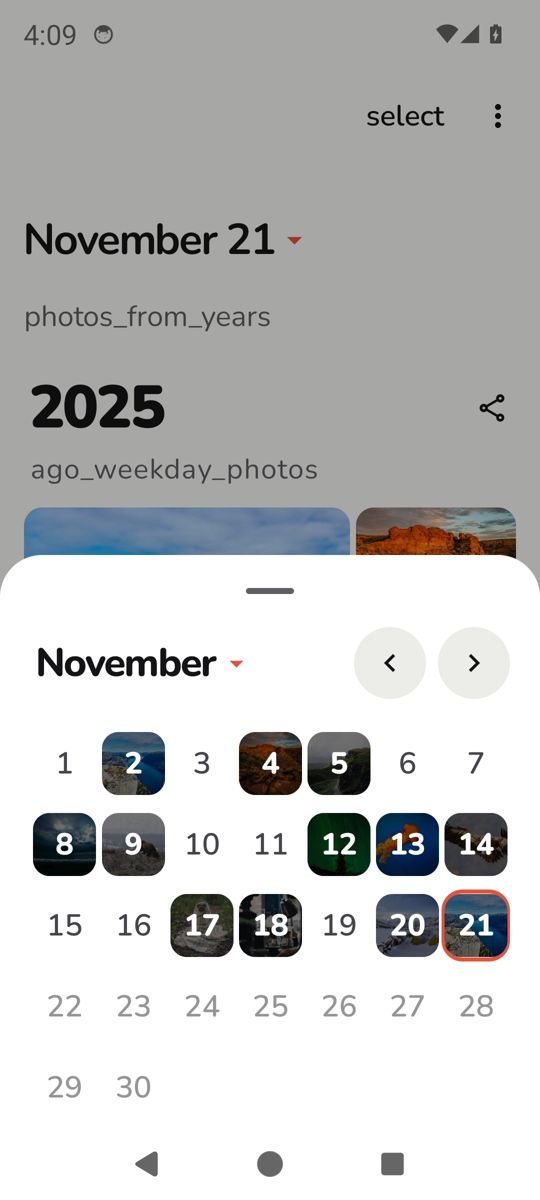 4:09
select
November 21
photos_from_years
2025
ago_weekday_photos
November
1 2 3 4 5 6 7
8 9 10 11 12 13 14
15 16 17 18 19 20 21
22 23 24 25 26 27 28
29 30